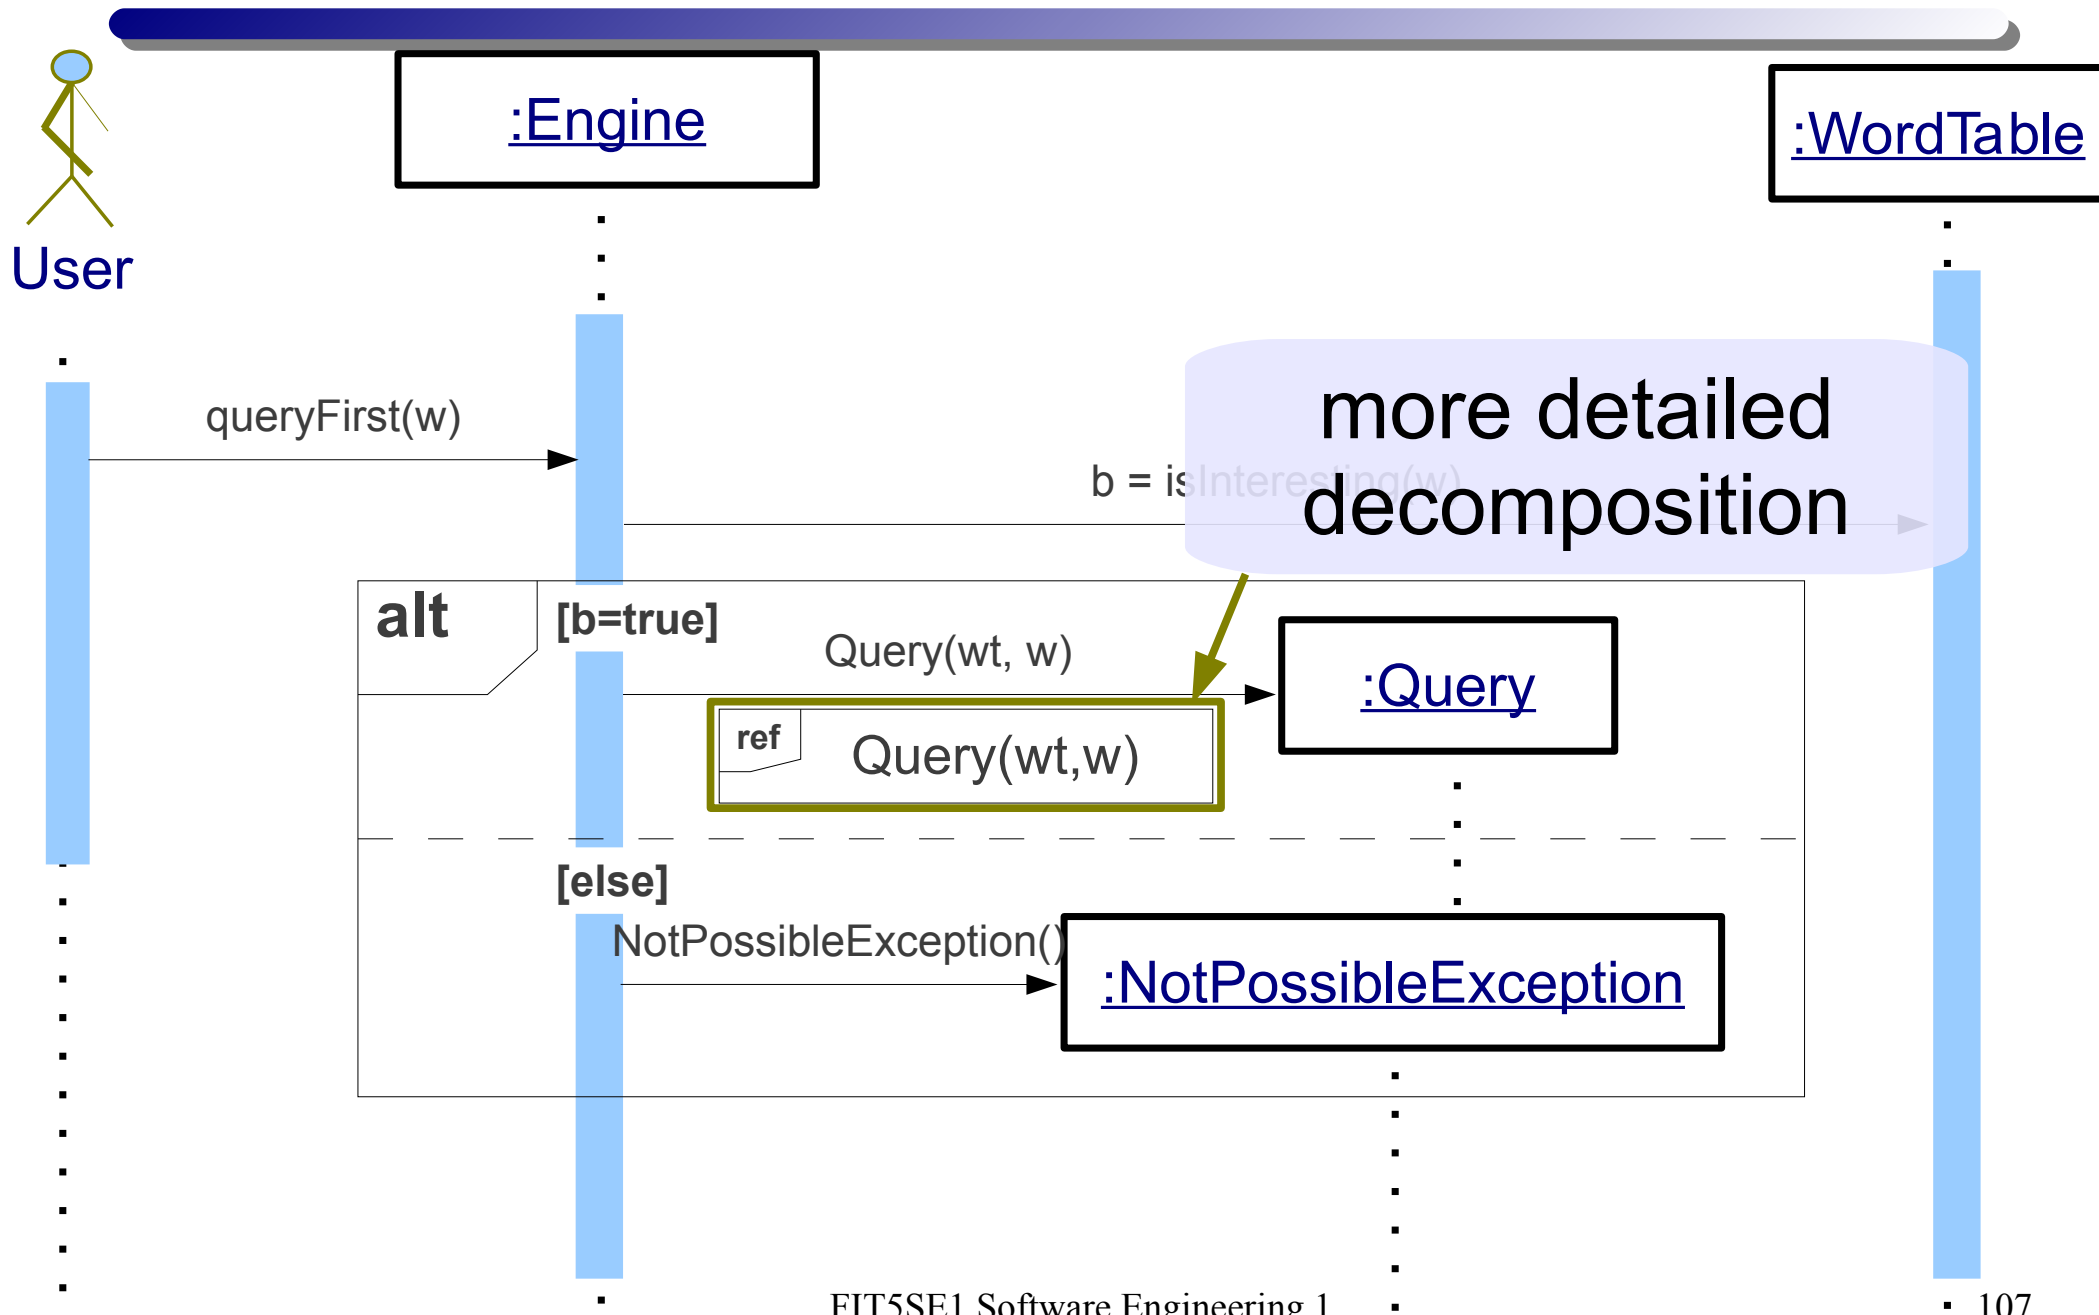 :Engine
:WordTable
User
queryFirst(w)
more detailed
decomposition
b = isInteresting(w)
alt
[b=true]
Query(wt, w)
:Query
ref
Query(wt,w)
[else]
NotPossibleException()
:NotPossibleException
FIT5SE1 Software Engineering 1
107